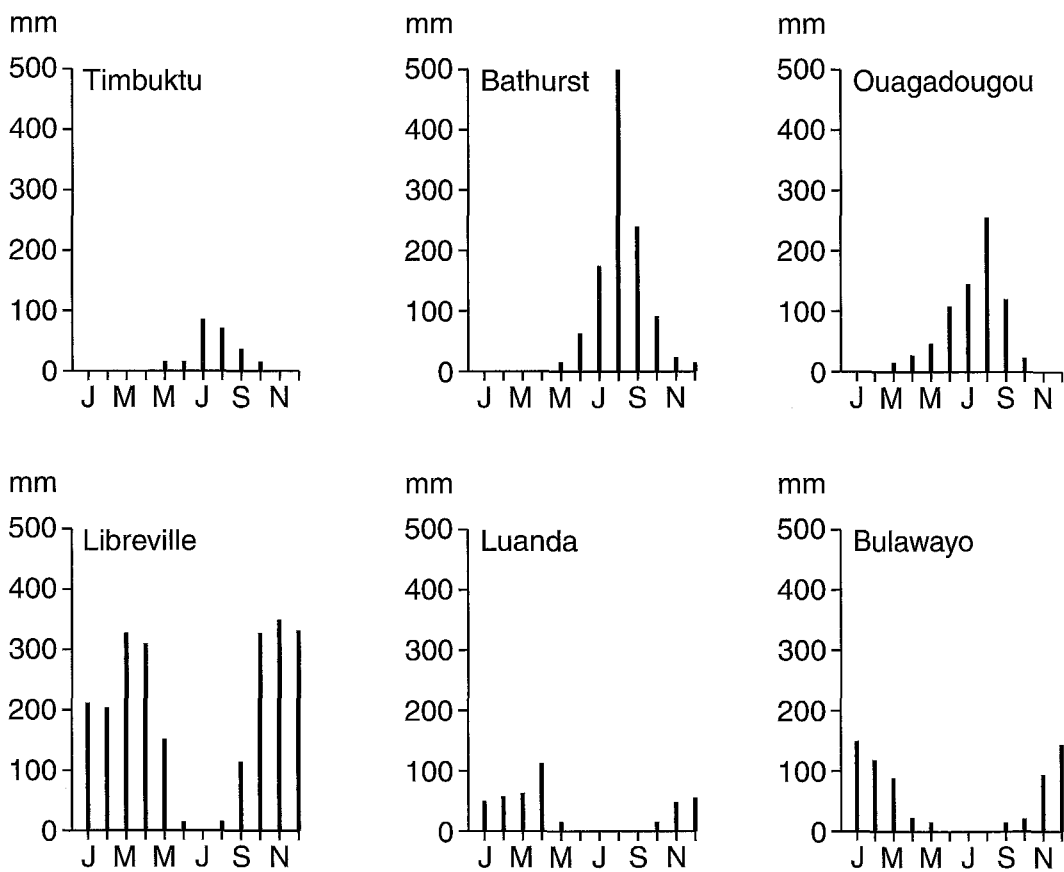 mm
500 Timbuktu
400
300
200
100
0
J M M J S N
mm
500 Bathurst
400
300
200
100
0
J M M J S N
mm
500 Ouagadougou
400
300
200
100
0
J M M J S N
mm
500 Libreville
400
300
200
100
0
J M M J S N
mm
500 Luanda
400
300
200
100
0
J M M J S N
mm
500 Bulawayo
400
300
200
100
0
J M M J S N